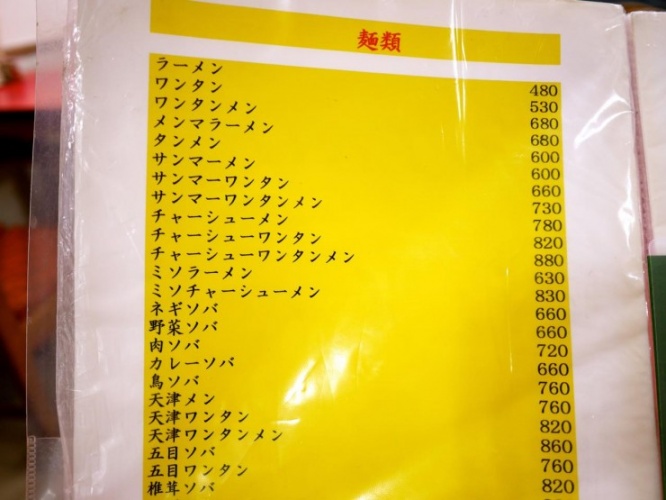 麵類
ラーメン 480
ワンタン 530
ワンタンメン 680
メンマラーメン 680
タンメン 600
サンマーメン 600
サンマーワンタン 660
サンマーワンタンメン 730
チャーシューメン 780
チャーシューワンタン 820
チャーシューワンタンメン 880
ミソラーメン 630
ミソチャーシューメン 830
ネギソバ 660
野菜ソバ 660
肉ソバ 720
カレーソバ 660
鳥ソバ 760
天津メン 760
天津ワンタン 820
天津ワンタンメン 860
五目ソバ 760
五目ワンタン 820
椎茸ソバ